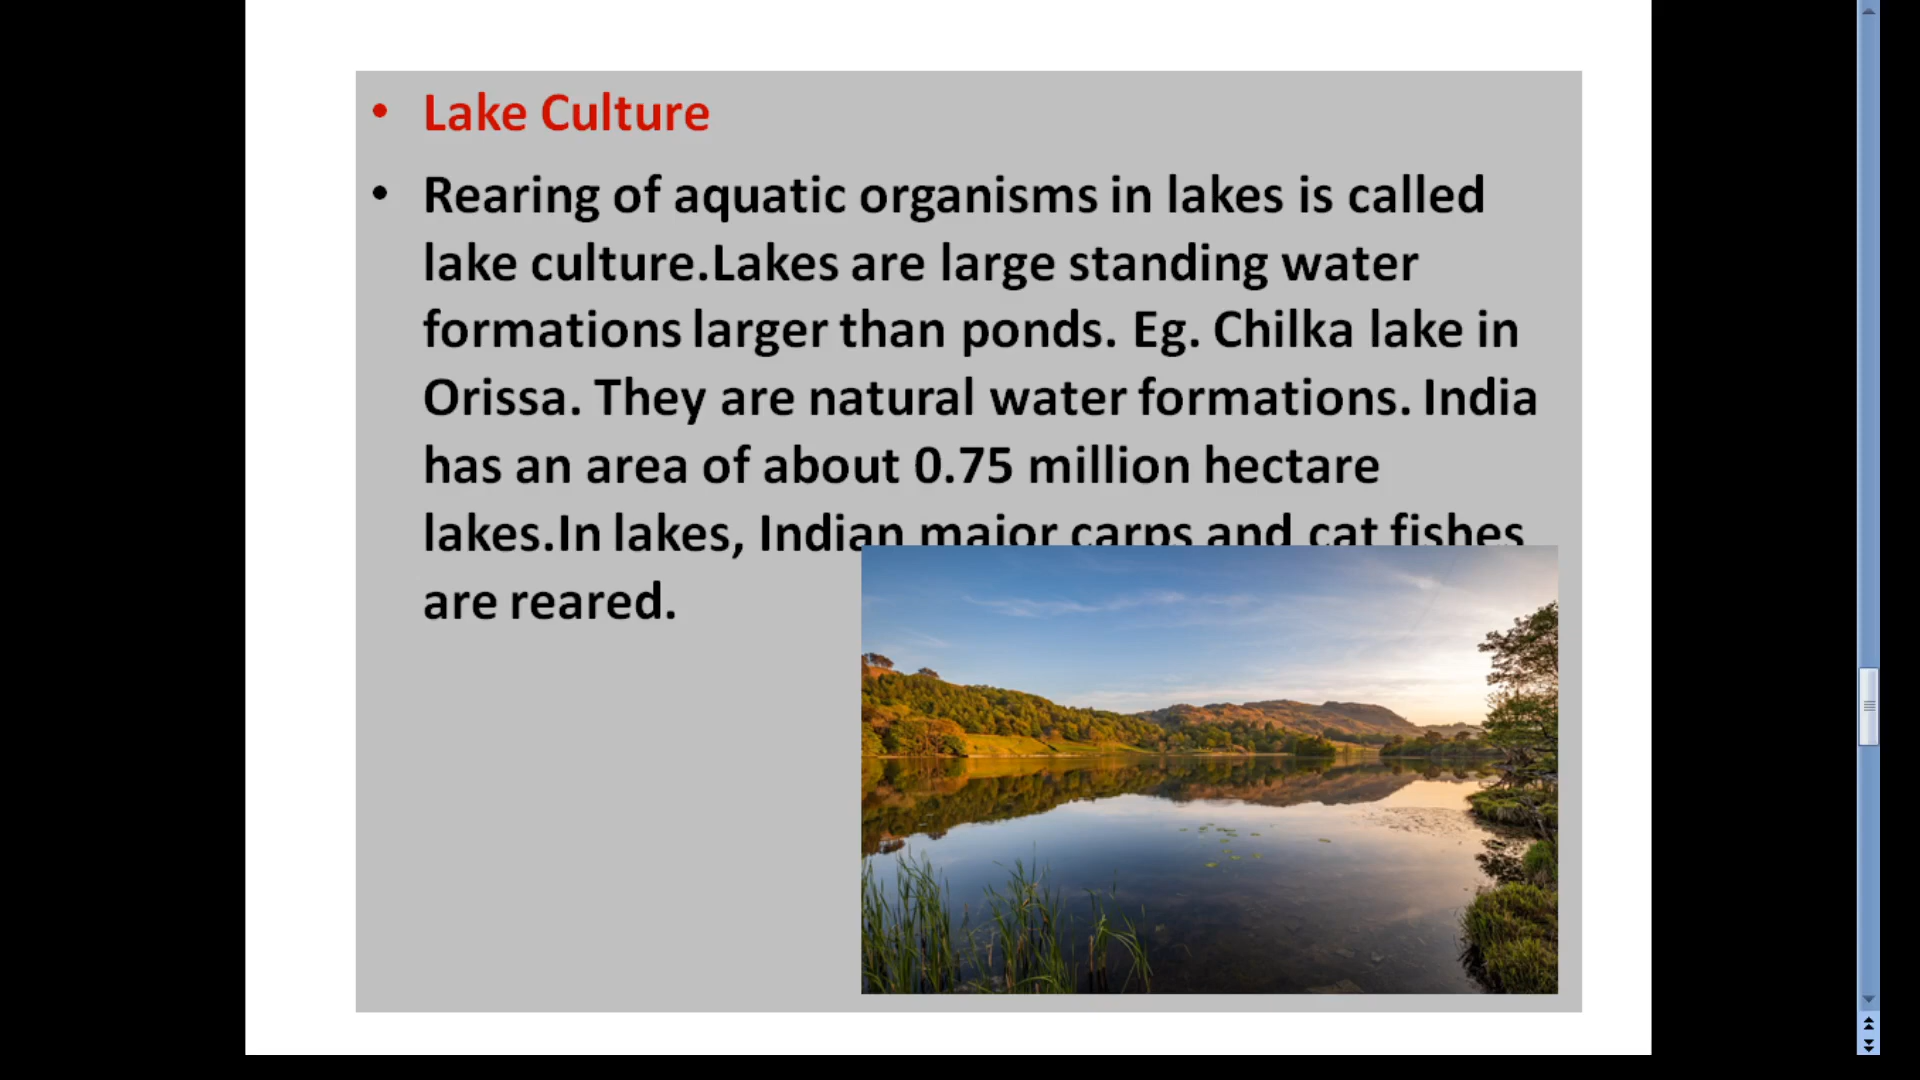 • Lake Culture
• Rearing of aquatic organisms in lakes is called
lake culture.Lakes are large standing water
formations larger than ponds. Eg. Chilka lake in
Orissa. They are natural water formations. India
has an area of about 0.75 million hectare
lakes.In lakes, Indian major carps and cat fishes
are reared.